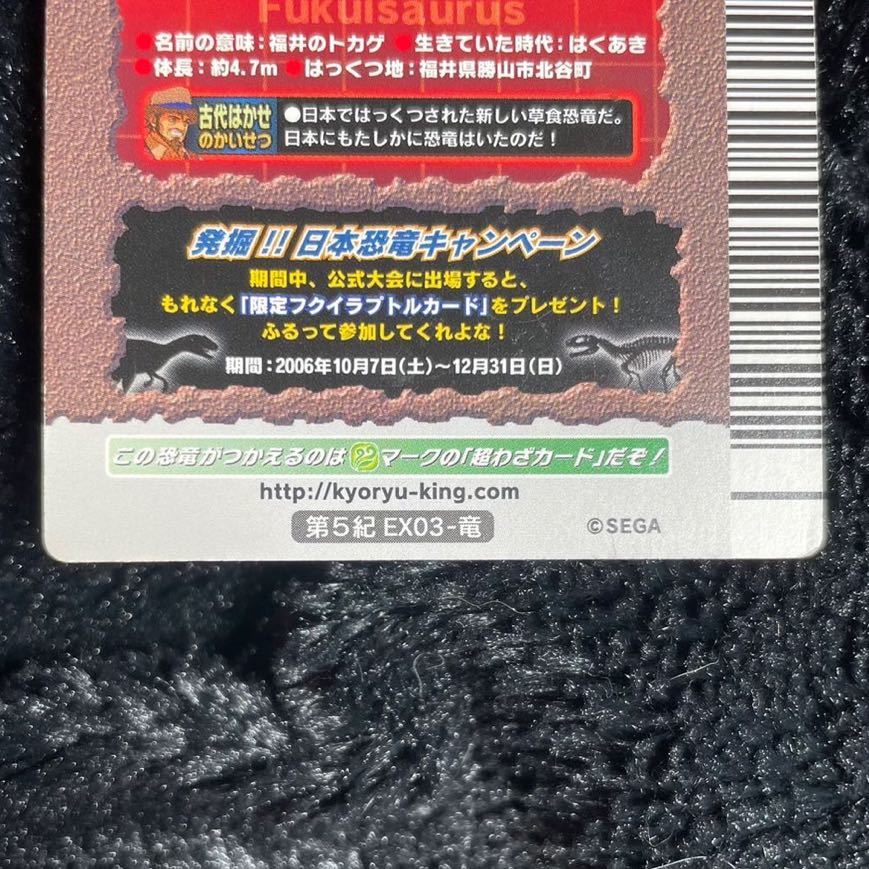 Fukuisaurus
●名前の意味：福井のトカゲ ●生きていた時代：はくあき
●体長：約4.7m ●はっくつ地：福井県勝山市北谷町
古代はかせ
のかいせつ
●日本ではっくつされた新しい草食恐竜だ。
日本にもたしかに恐竜はいたのだ！
発掘!!日本恐竜キャンペーン
期間中、公式大会に出場すると、
もれなく「限定フクイラプトルカード」をプレゼント！
ふるって参加してくれよな！
期間：2006年10月7日(土)～12月31日(日)
この恐竜がつかえるのはマークの「超わざカード」だぞ！
http://kyoryu-king.com
第5紀 EX03-竜
©SEGA